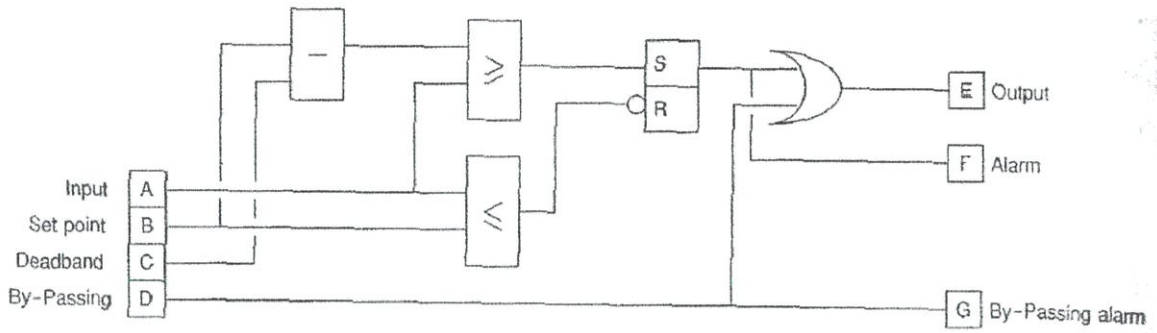 −
≥
S
R
E Output
F Alarm
Input A
Set point B
≤
Deadband C
By-Passing D
G By-Passing alarm